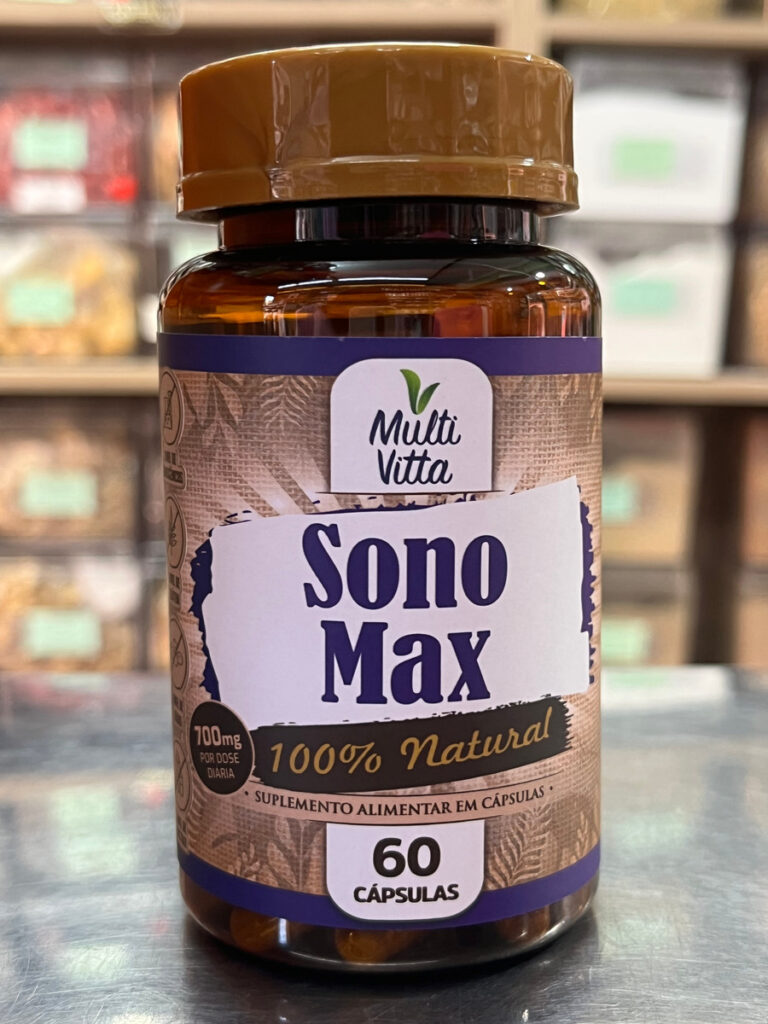 Multi
Vitta
Sono
Max
700mg
POR DOSE
DIÁRIA
100% Natural
• SUPLEMENTO ALIMENTAR EM CÁPSULAS •
60
CÁPSULAS